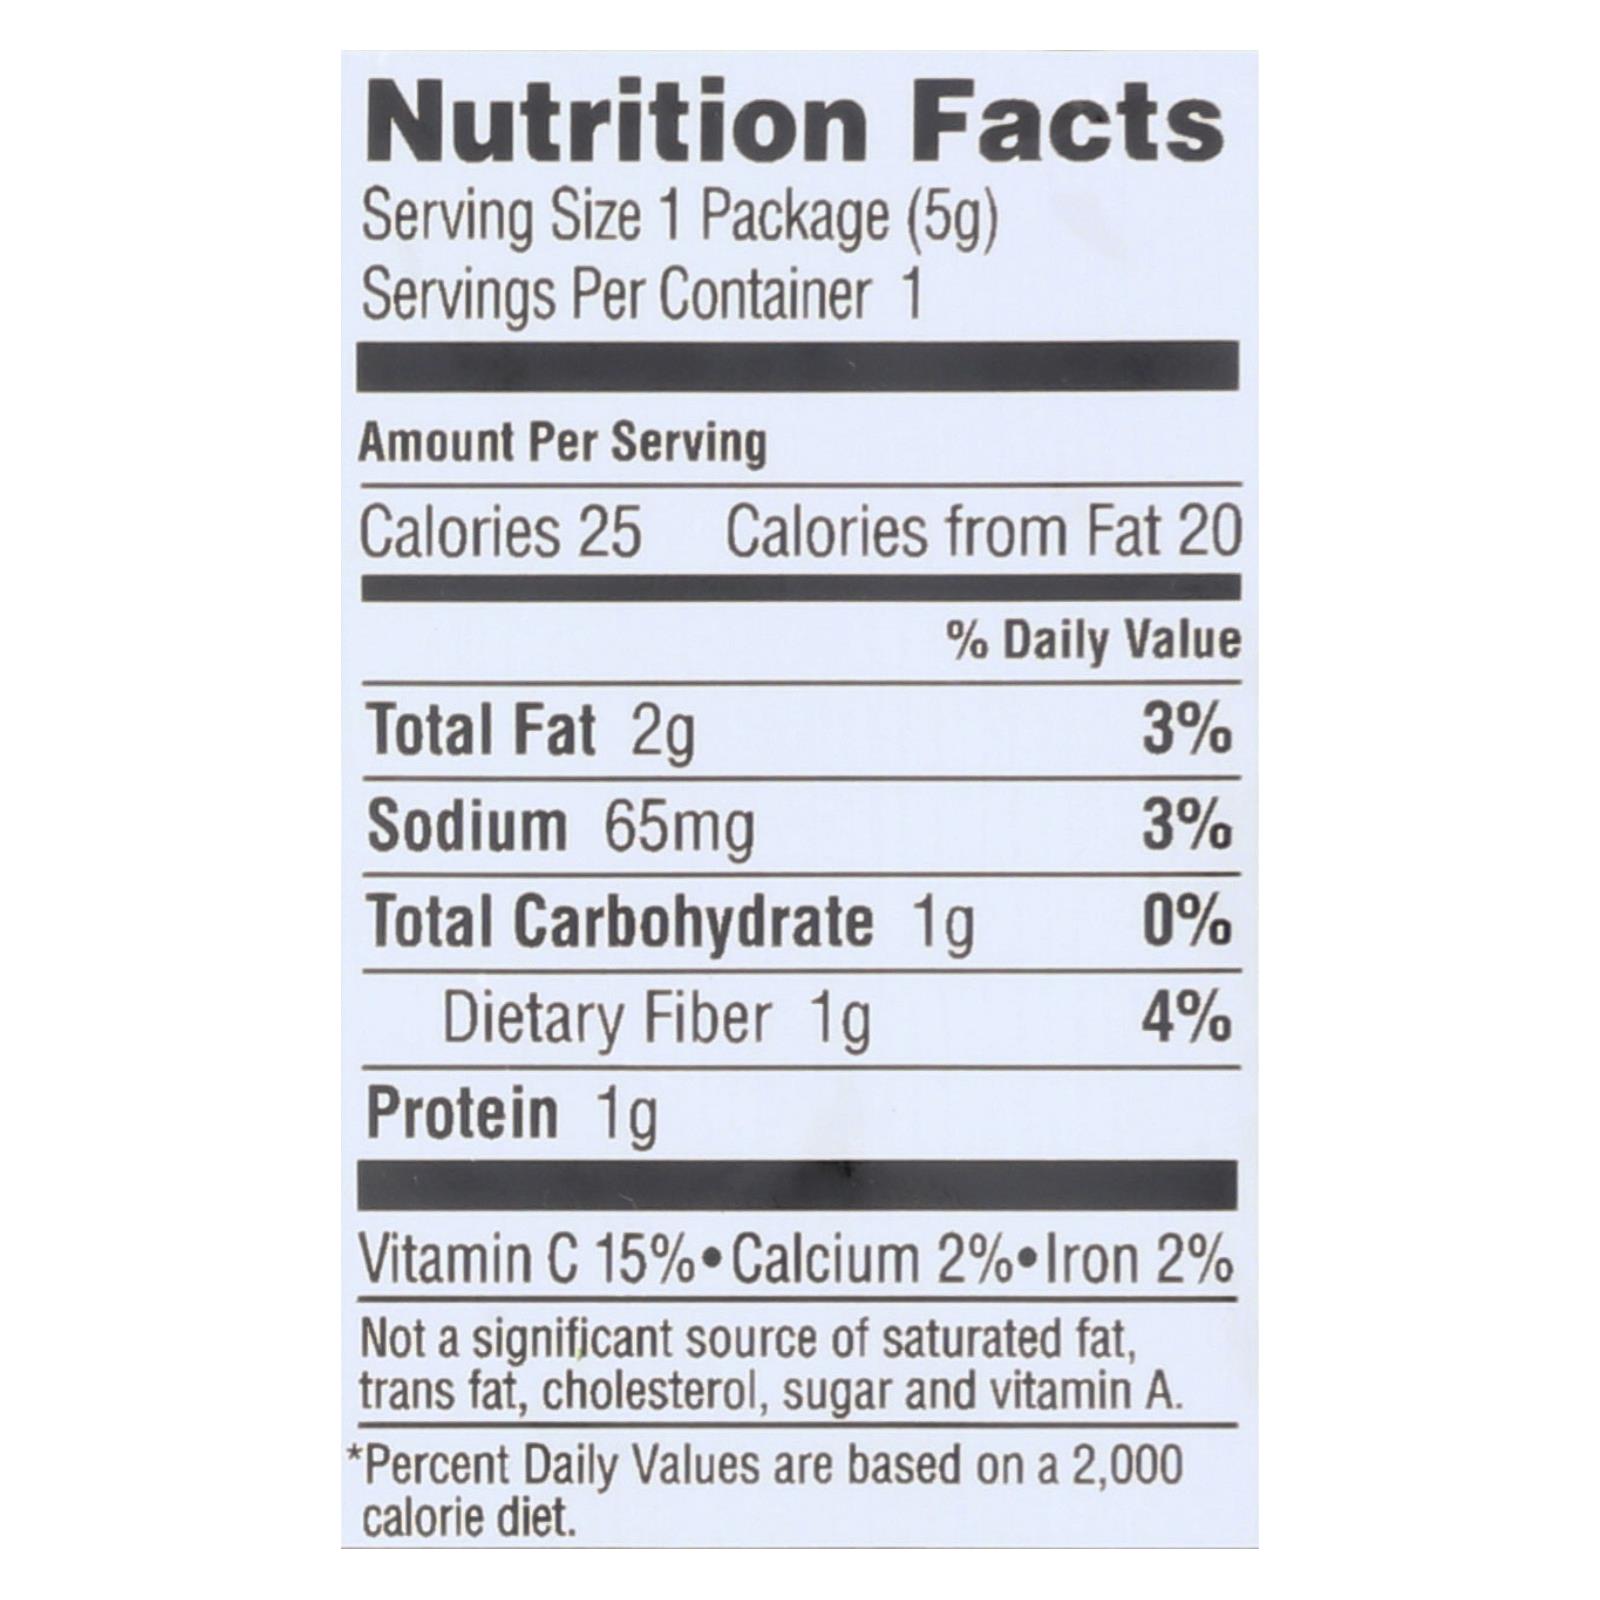 Nutrition Facts
Serving Size 1 Package (5g)
Servings Per Container 1
Amount Per Serving
Calories 25 Calories from Fat 20
% Daily Value
Total Fat 2g 3%
Sodium 65mg 3%
Total Carbohydrate 1g 0%
Dietary Fiber 1g 4%
Protein 1g
Vitamin C 15%•Calcium 2%•Iron 2%
Not a significant source of saturated fat,
trans fat, cholesterol, sugar and vitamin A.
*Percent Daily Values are based on a 2,000
calorie diet.